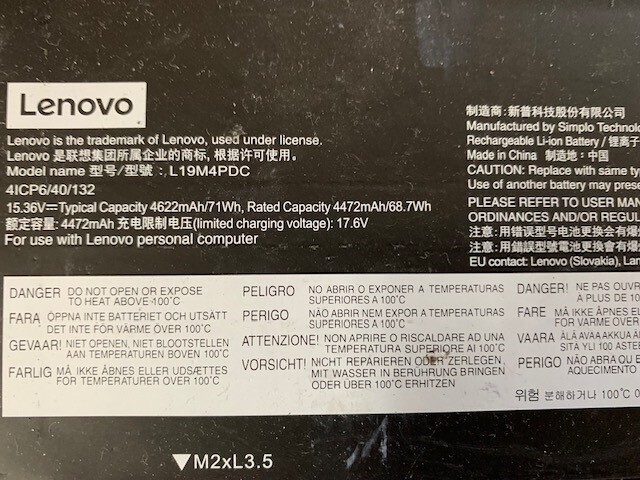 Lenovo
Lenovo is the trademark of Lenovo, used under license.
Lenovo 是联想集团所属企业的商标, 根据许可使用。
Model name 型号/型號: L19M4PDC
4ICP6/40/132
15.36V⎓Typical Capacity 4622mAh/71Wh, Rated Capacity 4472mAh/68.7Wh
额定容量: 4472mAh 充电限制电压(limited charging voltage): 17.6V
For use with Lenovo personal computer
制造商: 新普科技股份有限公司
Manufactured by Simplo Technolo
Rechargeable Li-ion Battery / 锂离子
Made in China 制造地: 中国
CAUTION: Replace with same ty
Use of another battery may pres
PLEASE REFER TO USER MAN
ORDINANCES AND/OR REGUL
注意: 用错误型号电池更换会有爆
注意: 用錯誤型號電池更換會有爆
EU contact: Lenovo (Slovakia), Lan
DANGER DO NOT OPEN OR EXPOSE
TO HEAT ABOVE 100°C
FARA ÖPPNA INTE BATTERIET OCH UTSÄTT
DET INTE FÖR VÄRME ÖVER 100°C
GEVAAR! NIET OPENEN, NIET BLOOTSTELLEN
AAN TEMPERATUREN BOVEN 100°C
FARLIG MÅ IKKE ÅBNES ELLER UDSÆTTES
FOR TEMPERATURER OVER 100°C
PELIGRO NO ABRIR O EXPONER A TEMPERATURAS
SUPERIORES A 100°C
PERIGO NÃO ABRIR NEM EXPOR A TEMPERATURAS
SUPERIORES A 100°C
ATTENZIONE! NON APRIRE O RISCALDARE AD UNA
TEMPERATURA SUPERIORE AI 100°C
VORSICHT! NICHT REPARIEREN ODER ZERLEGEN,
MIT WASSER IN BERÜHRUNG BRINGEN
ODER ÜBER 100°C ERHITZEN
DANGER! NE PAS OUVR
A PLUS DE 10
FARE MÅ IKKE ÅPNES EL
FOR TEMPERATUR
VAARA ÄLÄ AVAA AKKUA Ä
SITÄ YLI 100 ASTEE
PERIGO NÃO ABRA OU E
AQUECIMENTO
위험 분해하거나 100°C 0
▼M2xL3.5